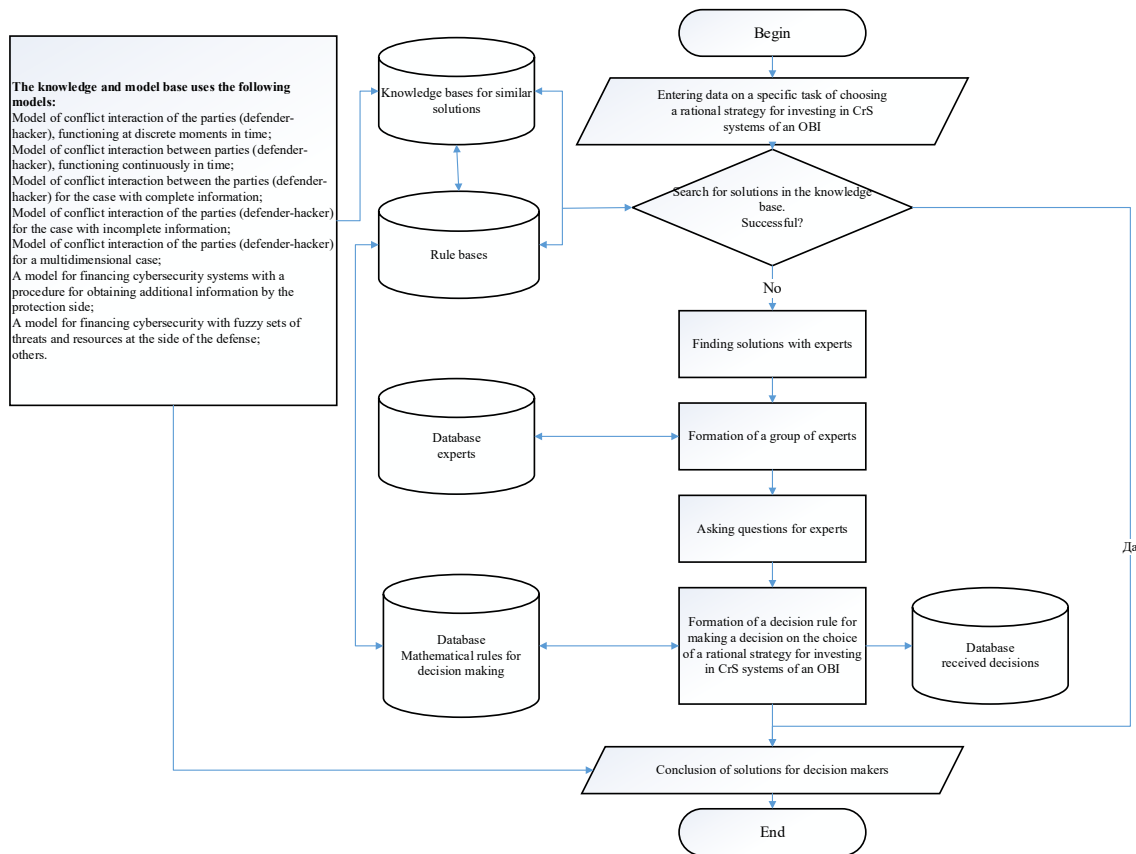 Begin
Entering data on a specific task of choosing
a rational strategy for investing in CrS
systems of an OBI
The knowledge and model base uses the following
models:
Model of conflict interaction of the parties (defender-
hacker), functioning at discrete moments in time;
Model of conflict interaction between parties (defender-
hacker), functioning continuously in time;
Model of conflict interaction between the parties (defender-
hacker) for the case with complete information;
Model of conflict interaction of the parties (defender-hacker)
for the case with incomplete information;
Model of conflict interaction of the parties (defender-hacker)
for a multidimensional case;
A model for financing cybersecurity systems with a
procedure for obtaining additional information by the
protection side;
A model for financing cybersecurity with fuzzy sets of
threats and resources at the side of the defense;
others.
Knowledge bases for similar
solutions
Rule bases
Search for solutions in the knowledge
base.
Successful?
No
Да
Finding solutions with experts
Database
experts
Formation of a group of experts
Asking questions for experts
Database
Mathematical rules for
decision making
Formation of a decision rule for
making a decision on the choice
of a rational strategy for investing
in CrS systems of an OBI
Database
received decisions
Conclusion of solutions for decision makers
End